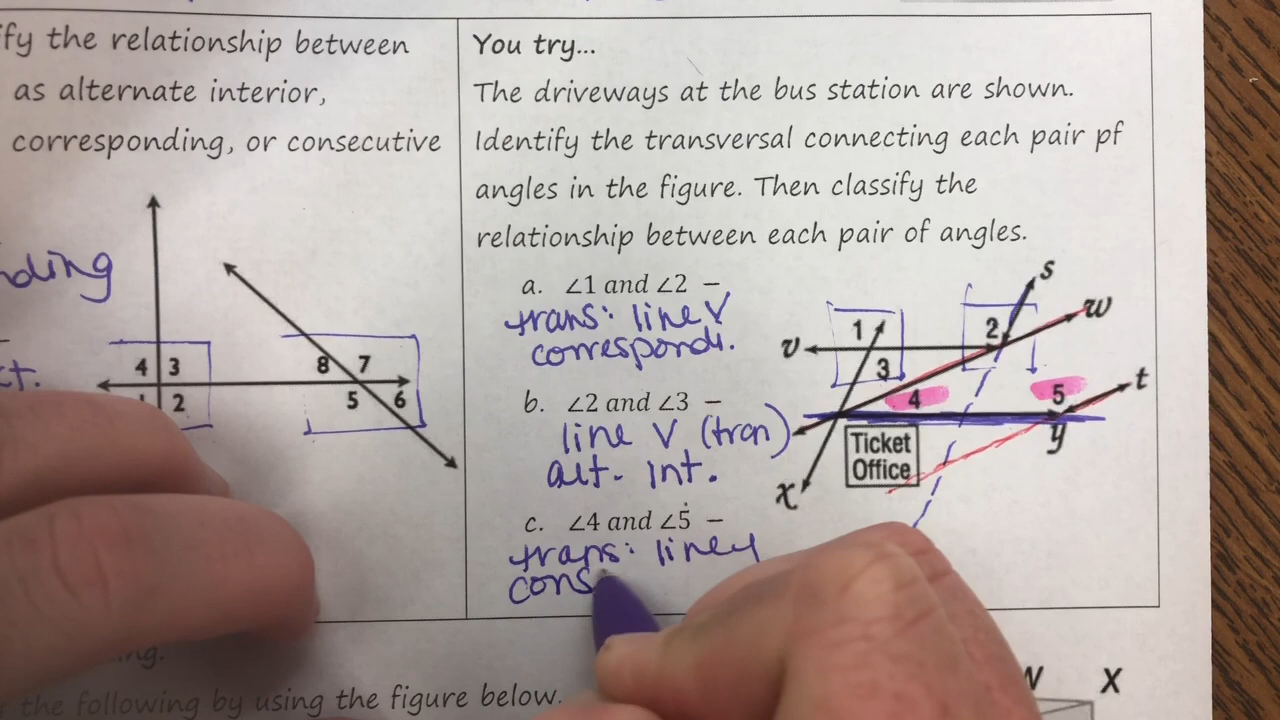 fy the relationship between
as alternate interior,
corresponding, or consecutive
nding
ct.
4 3
2
8 7
5 6
You try...
The driveways at the bus station are shown.
Identify the transversal connecting each pair pf
angles in the figure. Then classify the
relationship between each pair of angles.
a. ∠1 and ∠2 –
trans: line v
correspond.
b. ∠2 and ∠3 –
line v (tran)
alt. int.
c. ∠4 and ∠5 –
trans: line y
cons
s
w
v
1
2
3
4
5
t
y
x
Ticket
Office
ing.
the following by using the figure below.
X